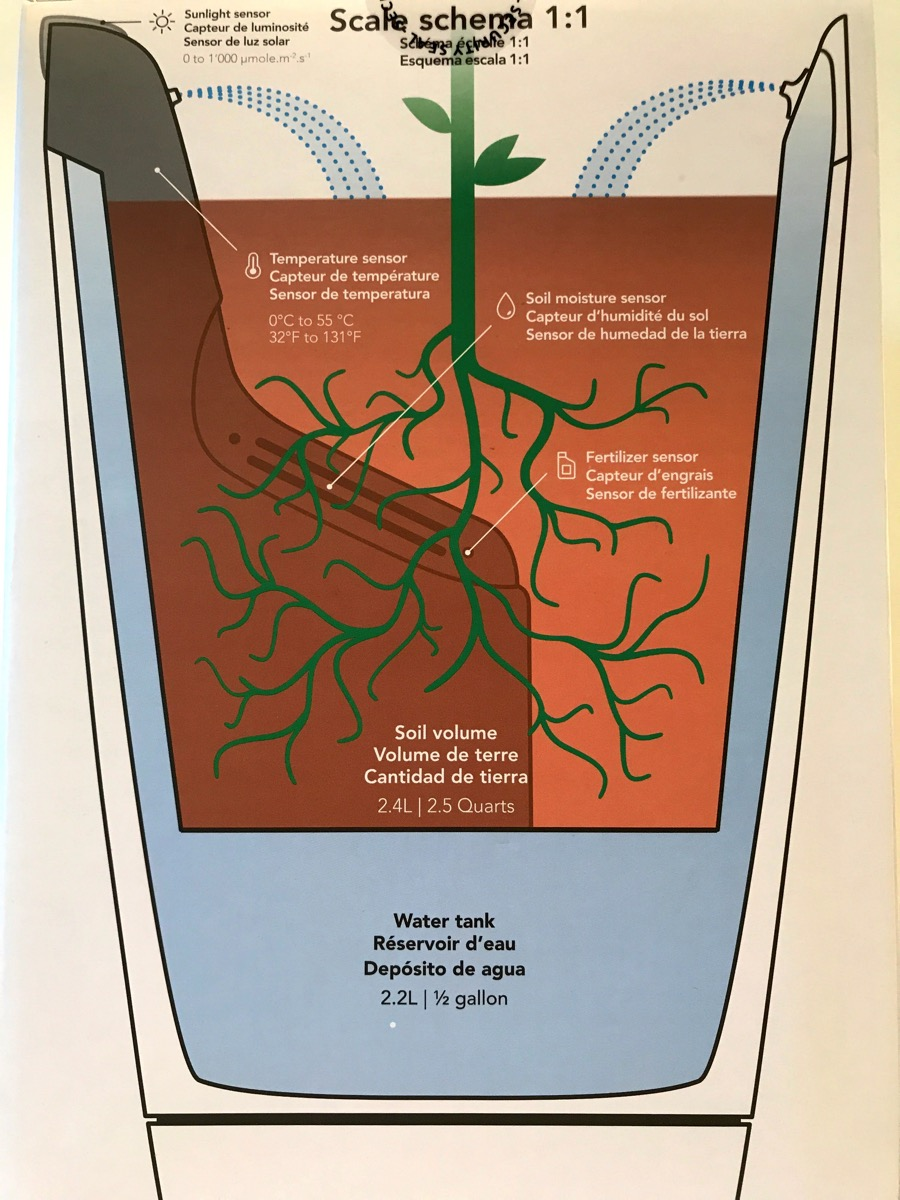 Sunlight sensor
Capteur de luminosité
Sensor de luz solar
0 to 1'000 µmole.m⁻².s⁻¹
Scale schema 1:1
Schéma échelle 1:1
Esquema escala 1:1
Temperature sensor
Capteur de température
Sensor de temperatura
0°C to 55 °C
32°F to 131°F
Soil moisture sensor
Capteur d'humidité du sol
Sensor de humedad de la tierra
Fertilizer sensor
Capteur d'engrais
Sensor de fertilizante
Soil volume
Volume de terre
Cantidad de tierra
2.4L | 2.5 Quarts
Water tank
Réservoir d'eau
Depósito de agua
2.2L | ½ gallon